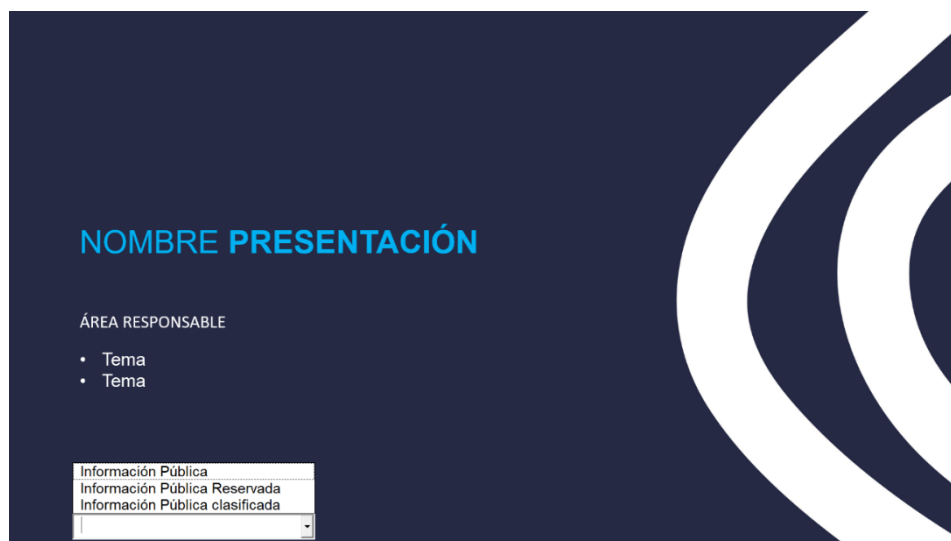 NOMBRE PRESENTACIÓN
ÁREA RESPONSABLE
• Tema
• Tema
Información Pública
Información Pública Reservada
Información Pública clasificada